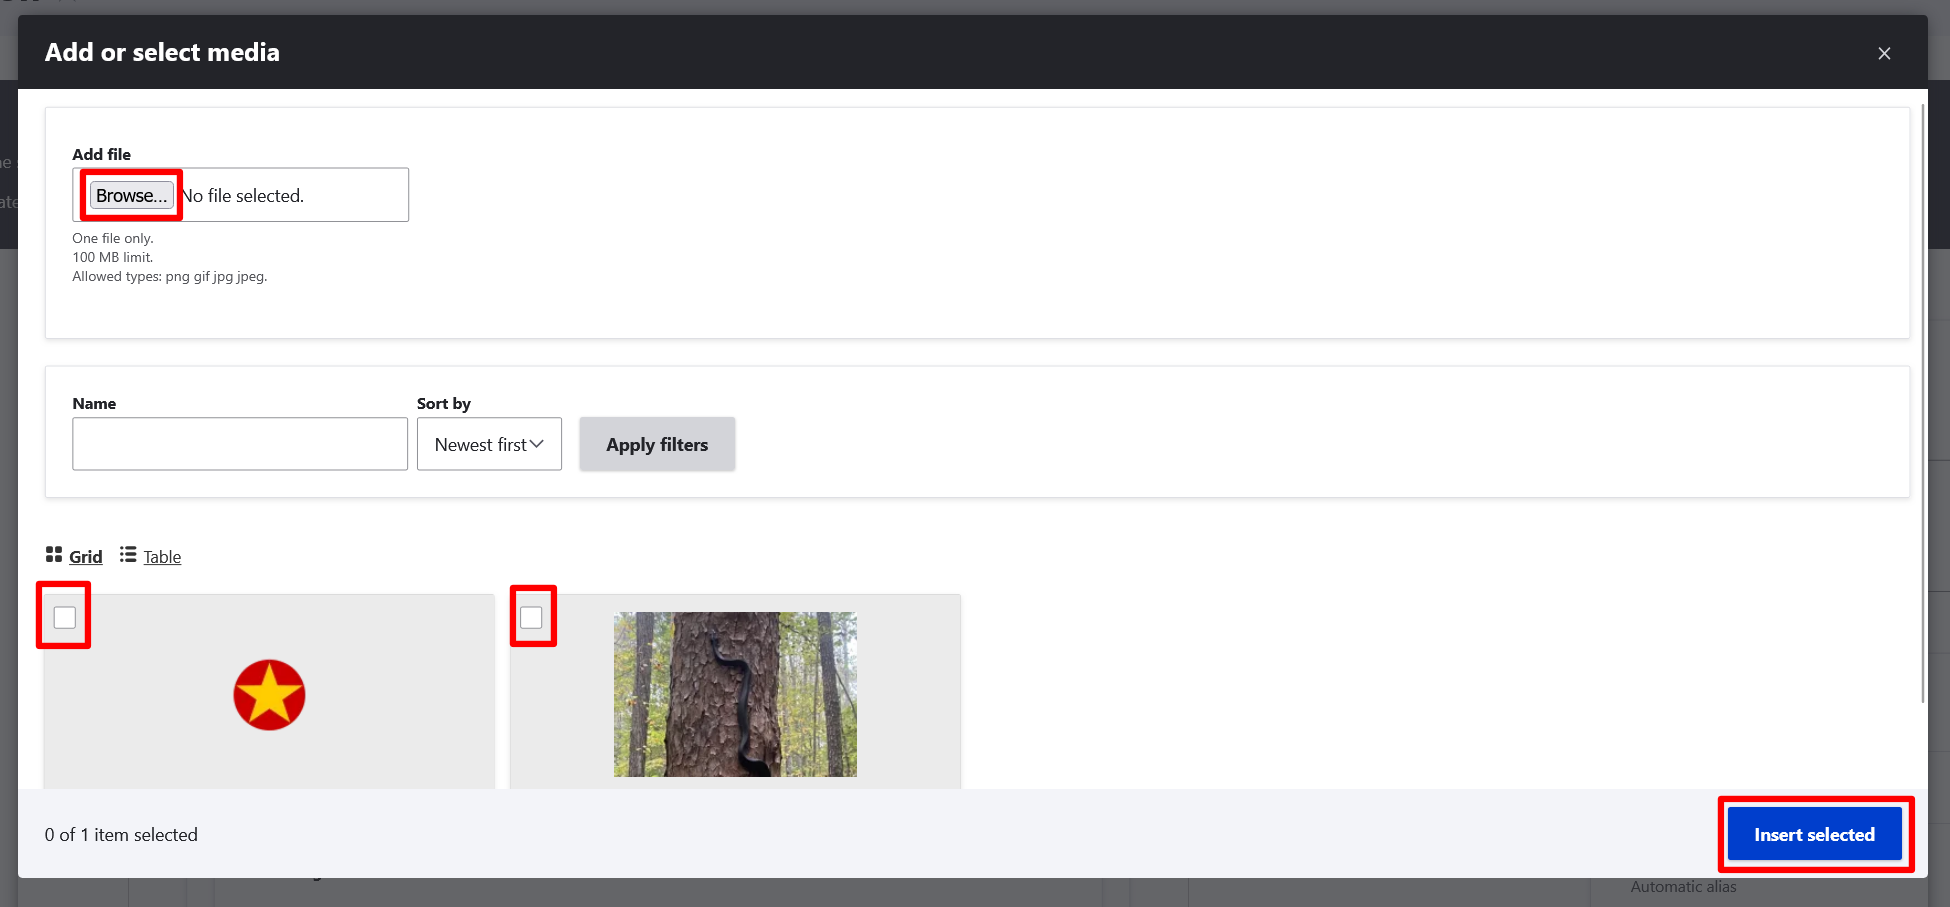 Add or select media
Add file
Browse... No file selected.
One file only.
100 MB limit.
Allowed types: png gif jpg jpeg.
Name
Sort by
Newest first
Apply filters
Grid
Table
0 of 1 item selected
Insert selected
Automatic alias